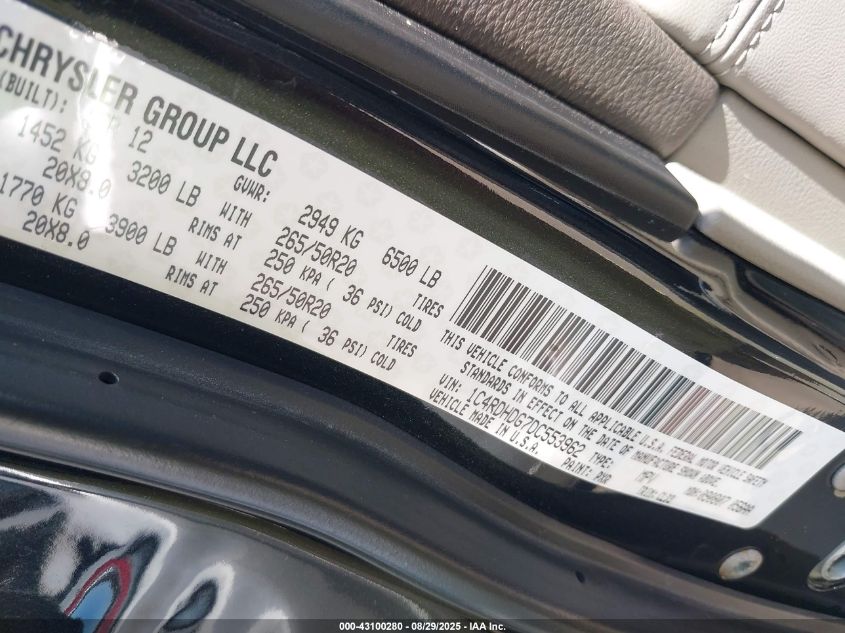 CHRYSLER GROUP LLC
(BUILT): 12 GVWR: 2949 KG 6500 LB
1452 KG 3200 LB WITH 265/50R20 TIRES
20X8.0 RIMS AT 250 KPA ( 36 PSI) COLD
1770 KG 3900 LB WITH 265/50R20 TIRES
20X8.0 RIMS AT 250 KPA ( 36 PSI) COLD
THIS VEHICLE CONFORMS TO ALL APPLICABLE U.S.A. FEDERAL MOTOR VEHICLE SAFETY
STANDARDS IN EFFECT ON THE DATE OF MANUFACTURE SHOWN ABOVE.
VIN: 1C4RDHDG7DC553962 TYPE: MPV
VEHICLE MADE IN U.S.A. PAINT: PXR
000-43100280 - 08/29/2025 - IAA Inc.